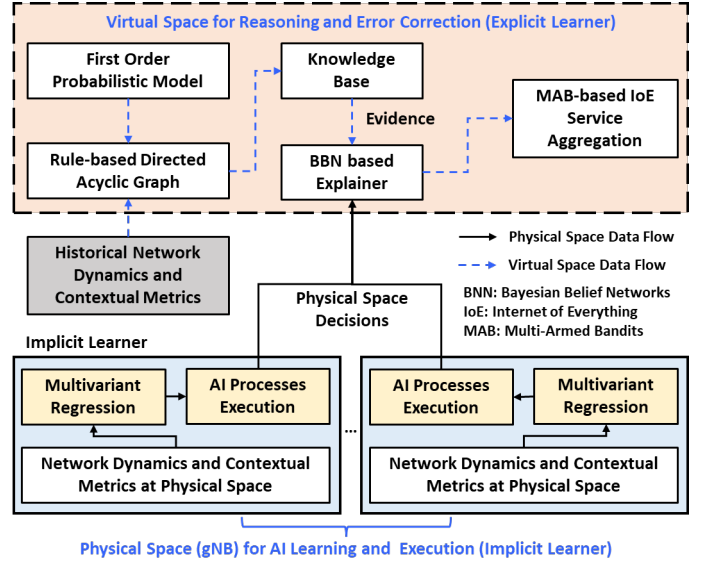 Virtual Space for Reasoning and Error Correction (Explicit Learner)
First Order
Probabilistic Model
Knowledge
Base
MAB-based IoE
Service
Aggregation
Evidence
Rule-based Directed
Acyclic Graph
BBN based
Explainer
Historical Network
Dynamics and
Contextual Metrics
Physical Space Data Flow
Virtual Space Data Flow
BNN: Bayesian Belief Networks
IoE: Internet of Everything
MAB: Multi-Armed Bandits
Physical Space
Decisions
Implicit Learner
Multivariant
Regression
AI Processes
Execution
Network Dynamics and Contextual
Metrics at Physical Space
...
AI Processes
Execution
Multivariant
Regression
Network Dynamics and Contextual
Metrics at Physical Space
Physical Space (gNB) for AI Learning and Execution (Implicit Learner)